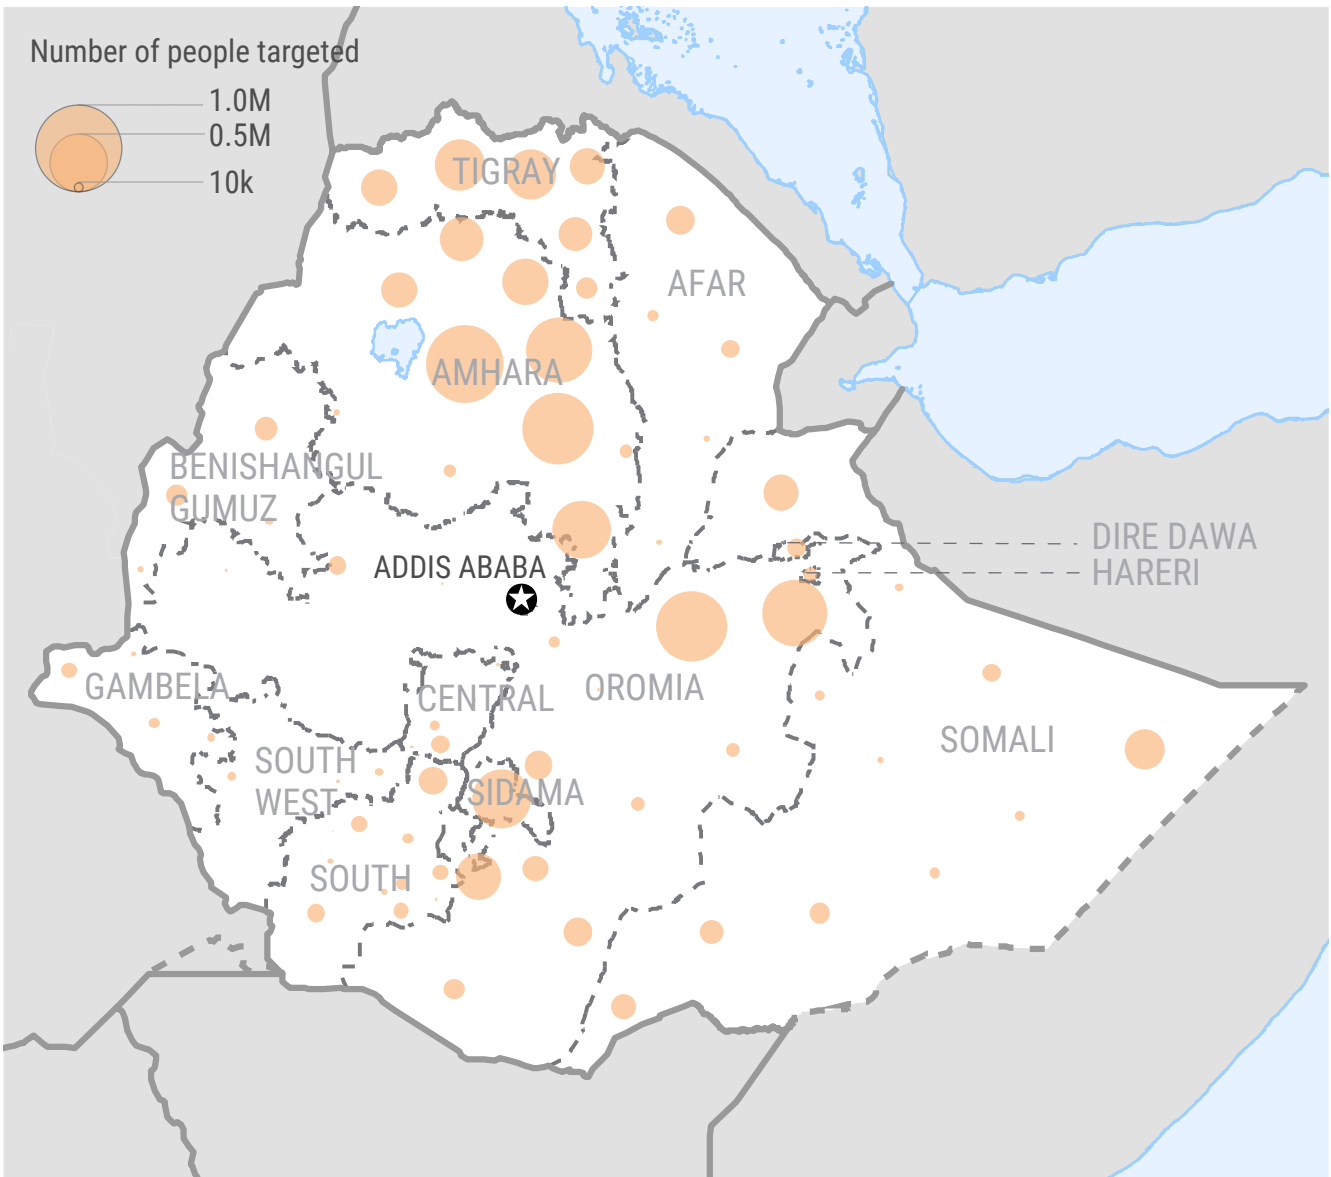 Number of people targeted
1.0M
0.5M
10k
TIGRAY
AFAR
AMHARA
BENISHANGUL
GUMUZ
DIRE DAWA
ADDIS ABABA
HARERI
GAMBELA
CENTRAL
OROMIA
SOMALI
SOUTH
WEST
SIDAMA
SOUTH